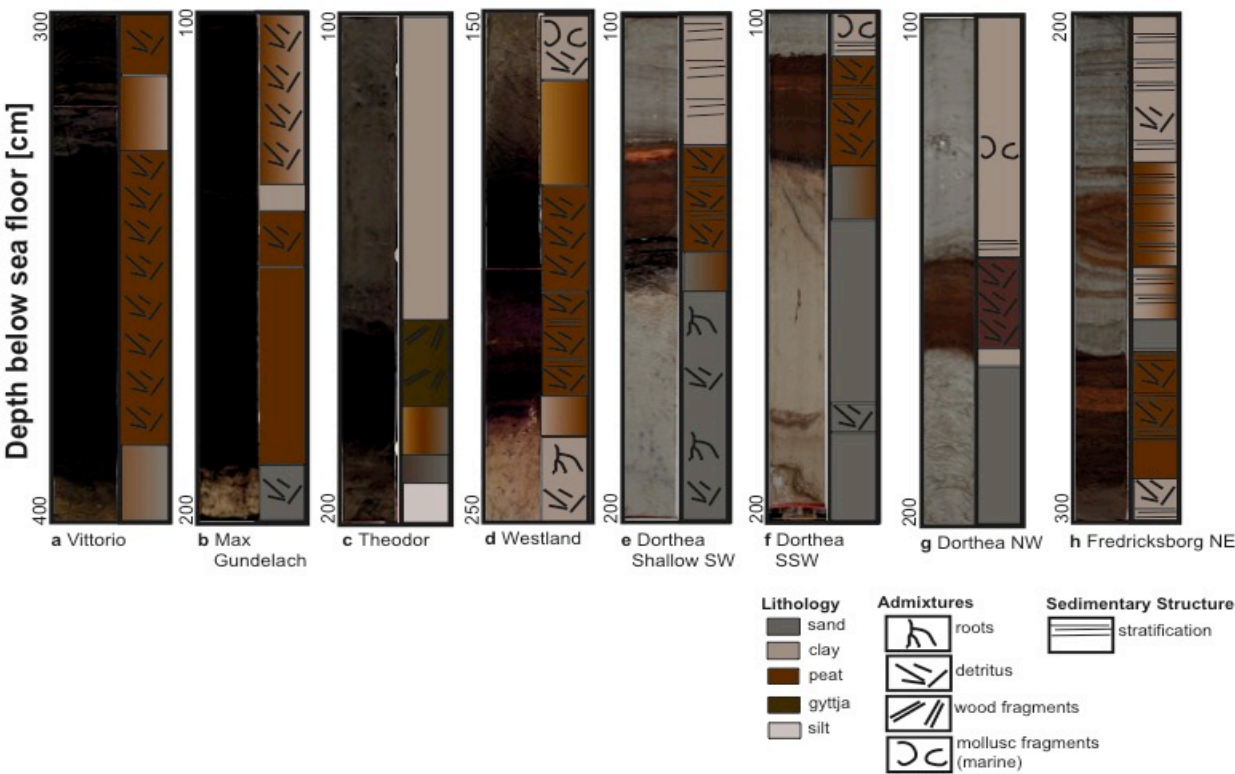 Depth below sea floor [cm]
300
400
a Vittorio
100
200
b Max
Gundelach
100
200
c Theodor
150
250
d Westland
100
200
e Dorthea
Shallow SW
100
200
f Dorthea
SSW
100
200
g Dorthea NW
200
300
h Fredricksborg NE
Lithology
sand
clay
peat
gyttja
silt
Admixtures
roots
detritus
wood fragments
mollusc fragments
(marine)
Sedimentary Structure
stratification